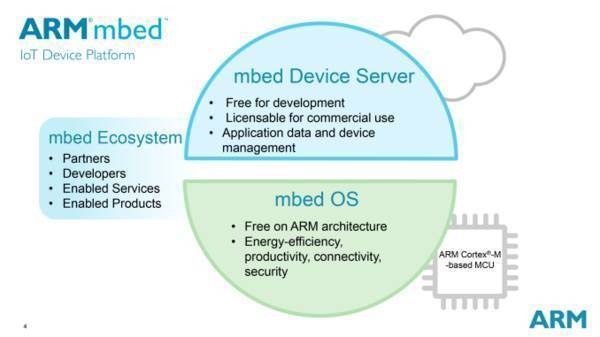 ARM®mbed™
IoT Device Platform
mbed Device Server
• Free for development
• Licensable for commercial use
• Application data and device
management
mbed Ecosystem
• Partners
• Developers
• Enabled Services
• Enabled Products
mbed OS
• Free on ARM architecture
• Energy-efficiency,
productivity, connectivity,
security
ARM Cortex®-M
-based MCU
4
ARM